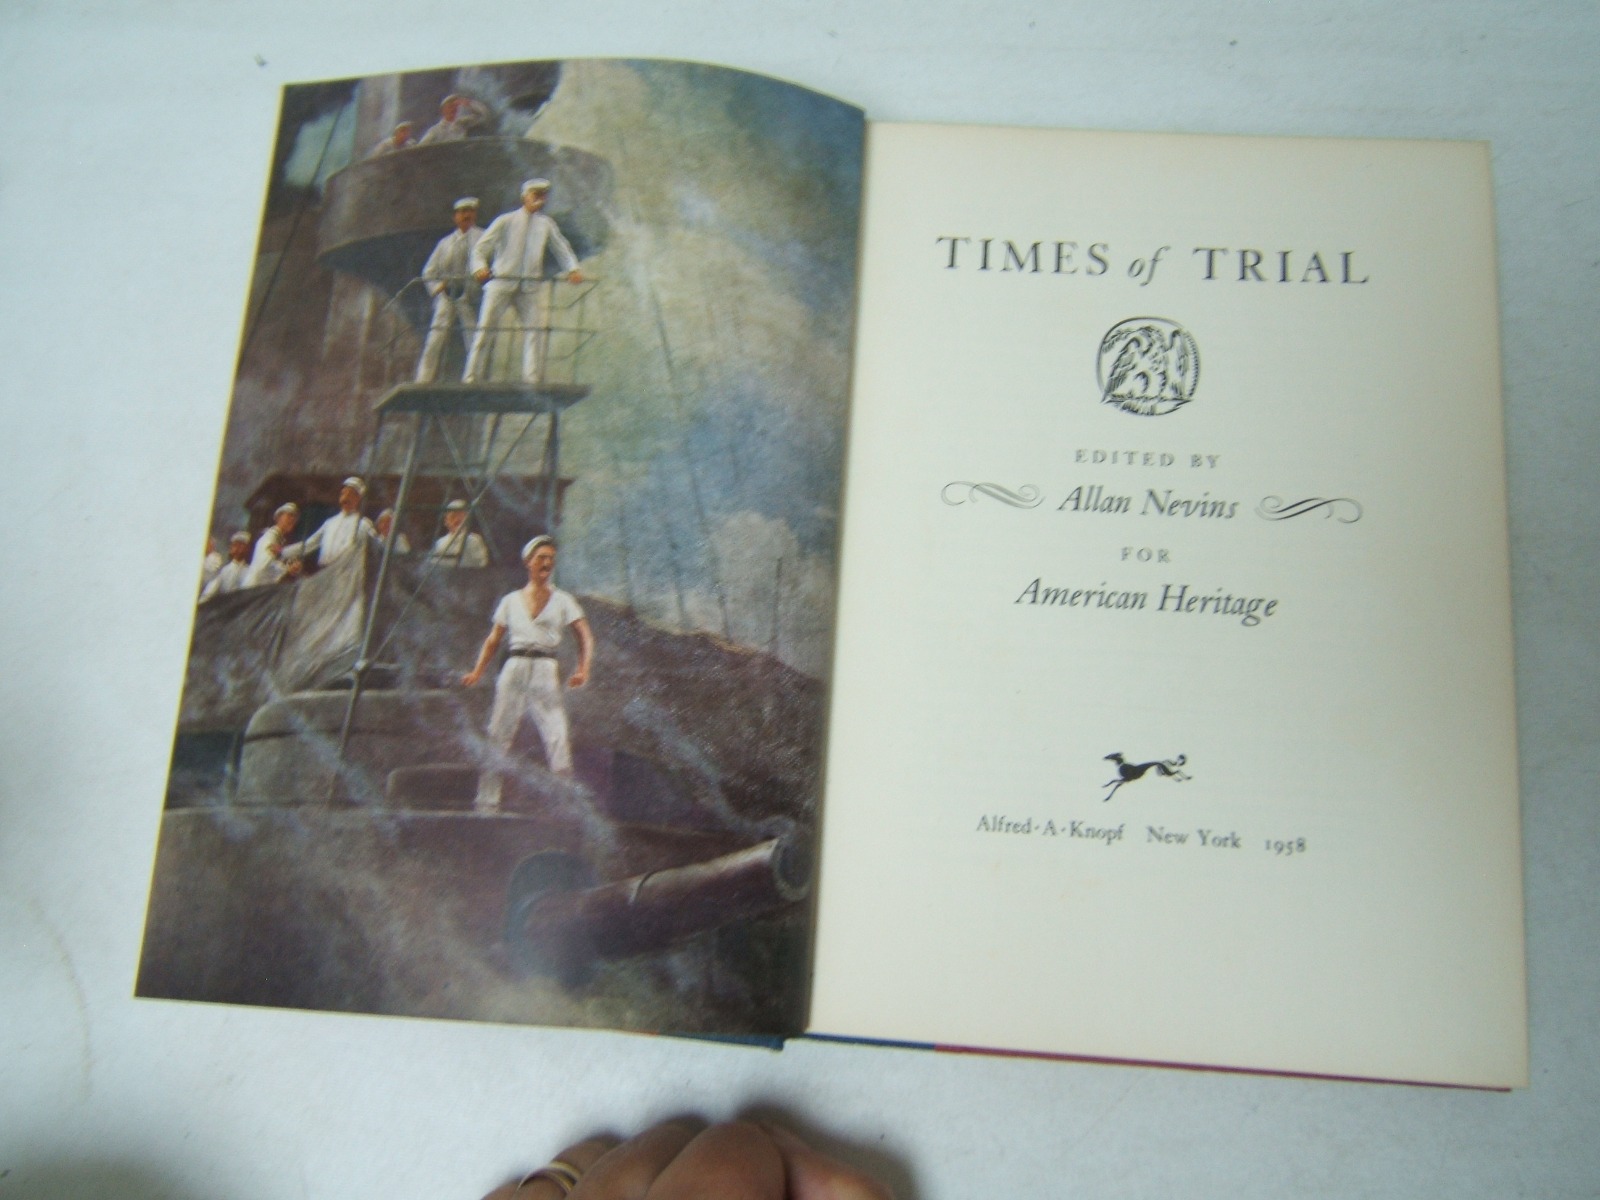 TIMES of TRIAL
EDITED BY
Allan Nevins
FOR
American Heritage
Alfred · A · Knopf New York 1958